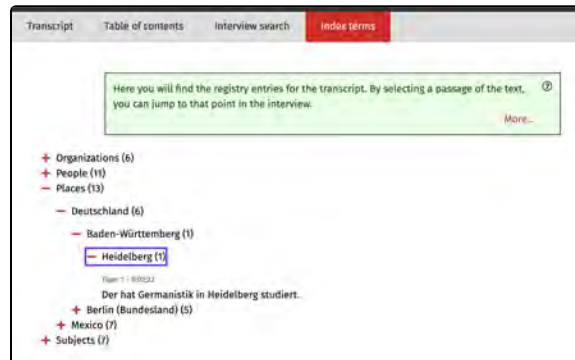 Transcript Table of contents Interview search Index terms
Here you will find the registry entries for the transcript. By selecting a passage of the text,
you can jump to that point in the interview.
More...
Organizations (6)
People (11)
Places (13)
Deutschland (6)
Baden-Württemberg (1)
Heidelberg (1)
Der hat Germanistik in Heidelberg studiert.
Berlin (Bundesland) (5)
Mexico (7)
Subjects (7)